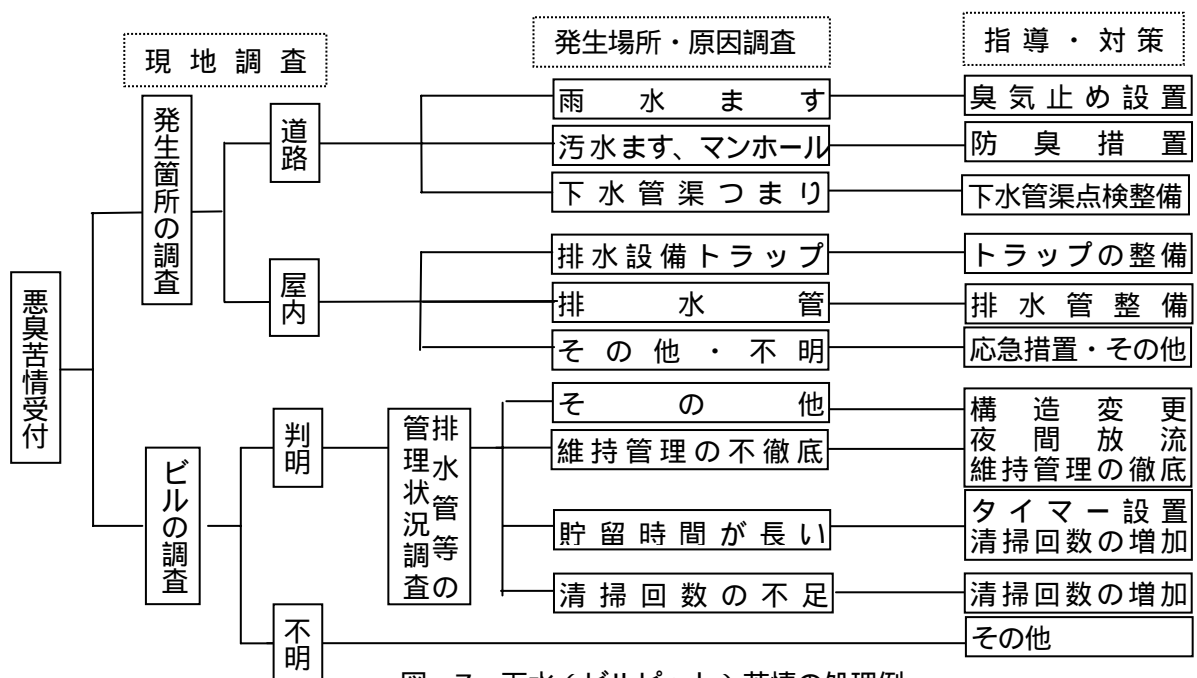 現地調査
発生場所・原因調査
指導・対策
悪臭苦情受付
発生箇所の調査
道路
雨水ます
臭気止め設置
汚水ます、マンホール
防臭措置
下水管渠つまり
下水管渠点検整備
屋内
排水設備トラップ
トラップの整備
排水管
排水管整備
その他・不明
応急措置・その他
ビルの調査
判明
排水管等の
管理状況調査
その他
維持管理の不徹底
構造変更
夜間放流
維持管理の徹底
貯留時間が長い
タイマー設置
清掃回数の増加
清掃回数の不足
清掃回数の増加
不明
その他